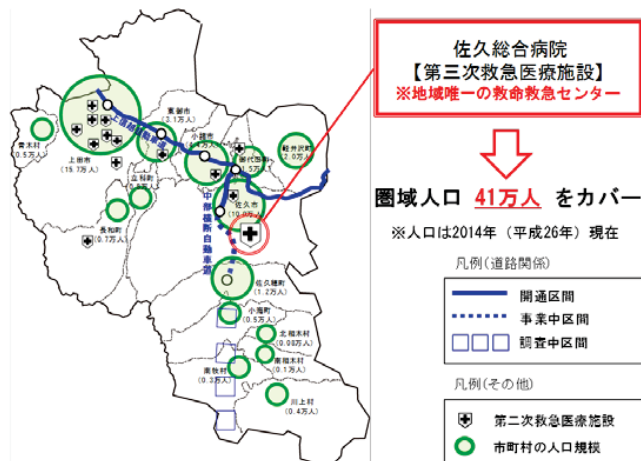 佐久総合病院
【第三次救急医療施設】
※地域唯一の救命救急センター
圏域人口 41万人 をカバー
※人口は2014年（平成26年）現在
凡例(道路関係)
開通区間
事業中区間
調査中区間
凡例(その他)
第二次救急医療施設
市町村の人口規模
東御市
(3.1万人)
上信越自動車道
小諸市
軽井沢町
(2.0万人)
御代田町
青木村
(0.5万人)
上田市
(15.7万人)
立科町
佐久市
(10.0万人)
長和町
(0.7万人)
中部横断自動車道
佐久穂町
(1.2万人)
小海町
(0.5万人)
北相木村
(0.08万人)
南相木村
(0.1万人)
南牧村
(0.3万人)
川上村
(0.4万人)